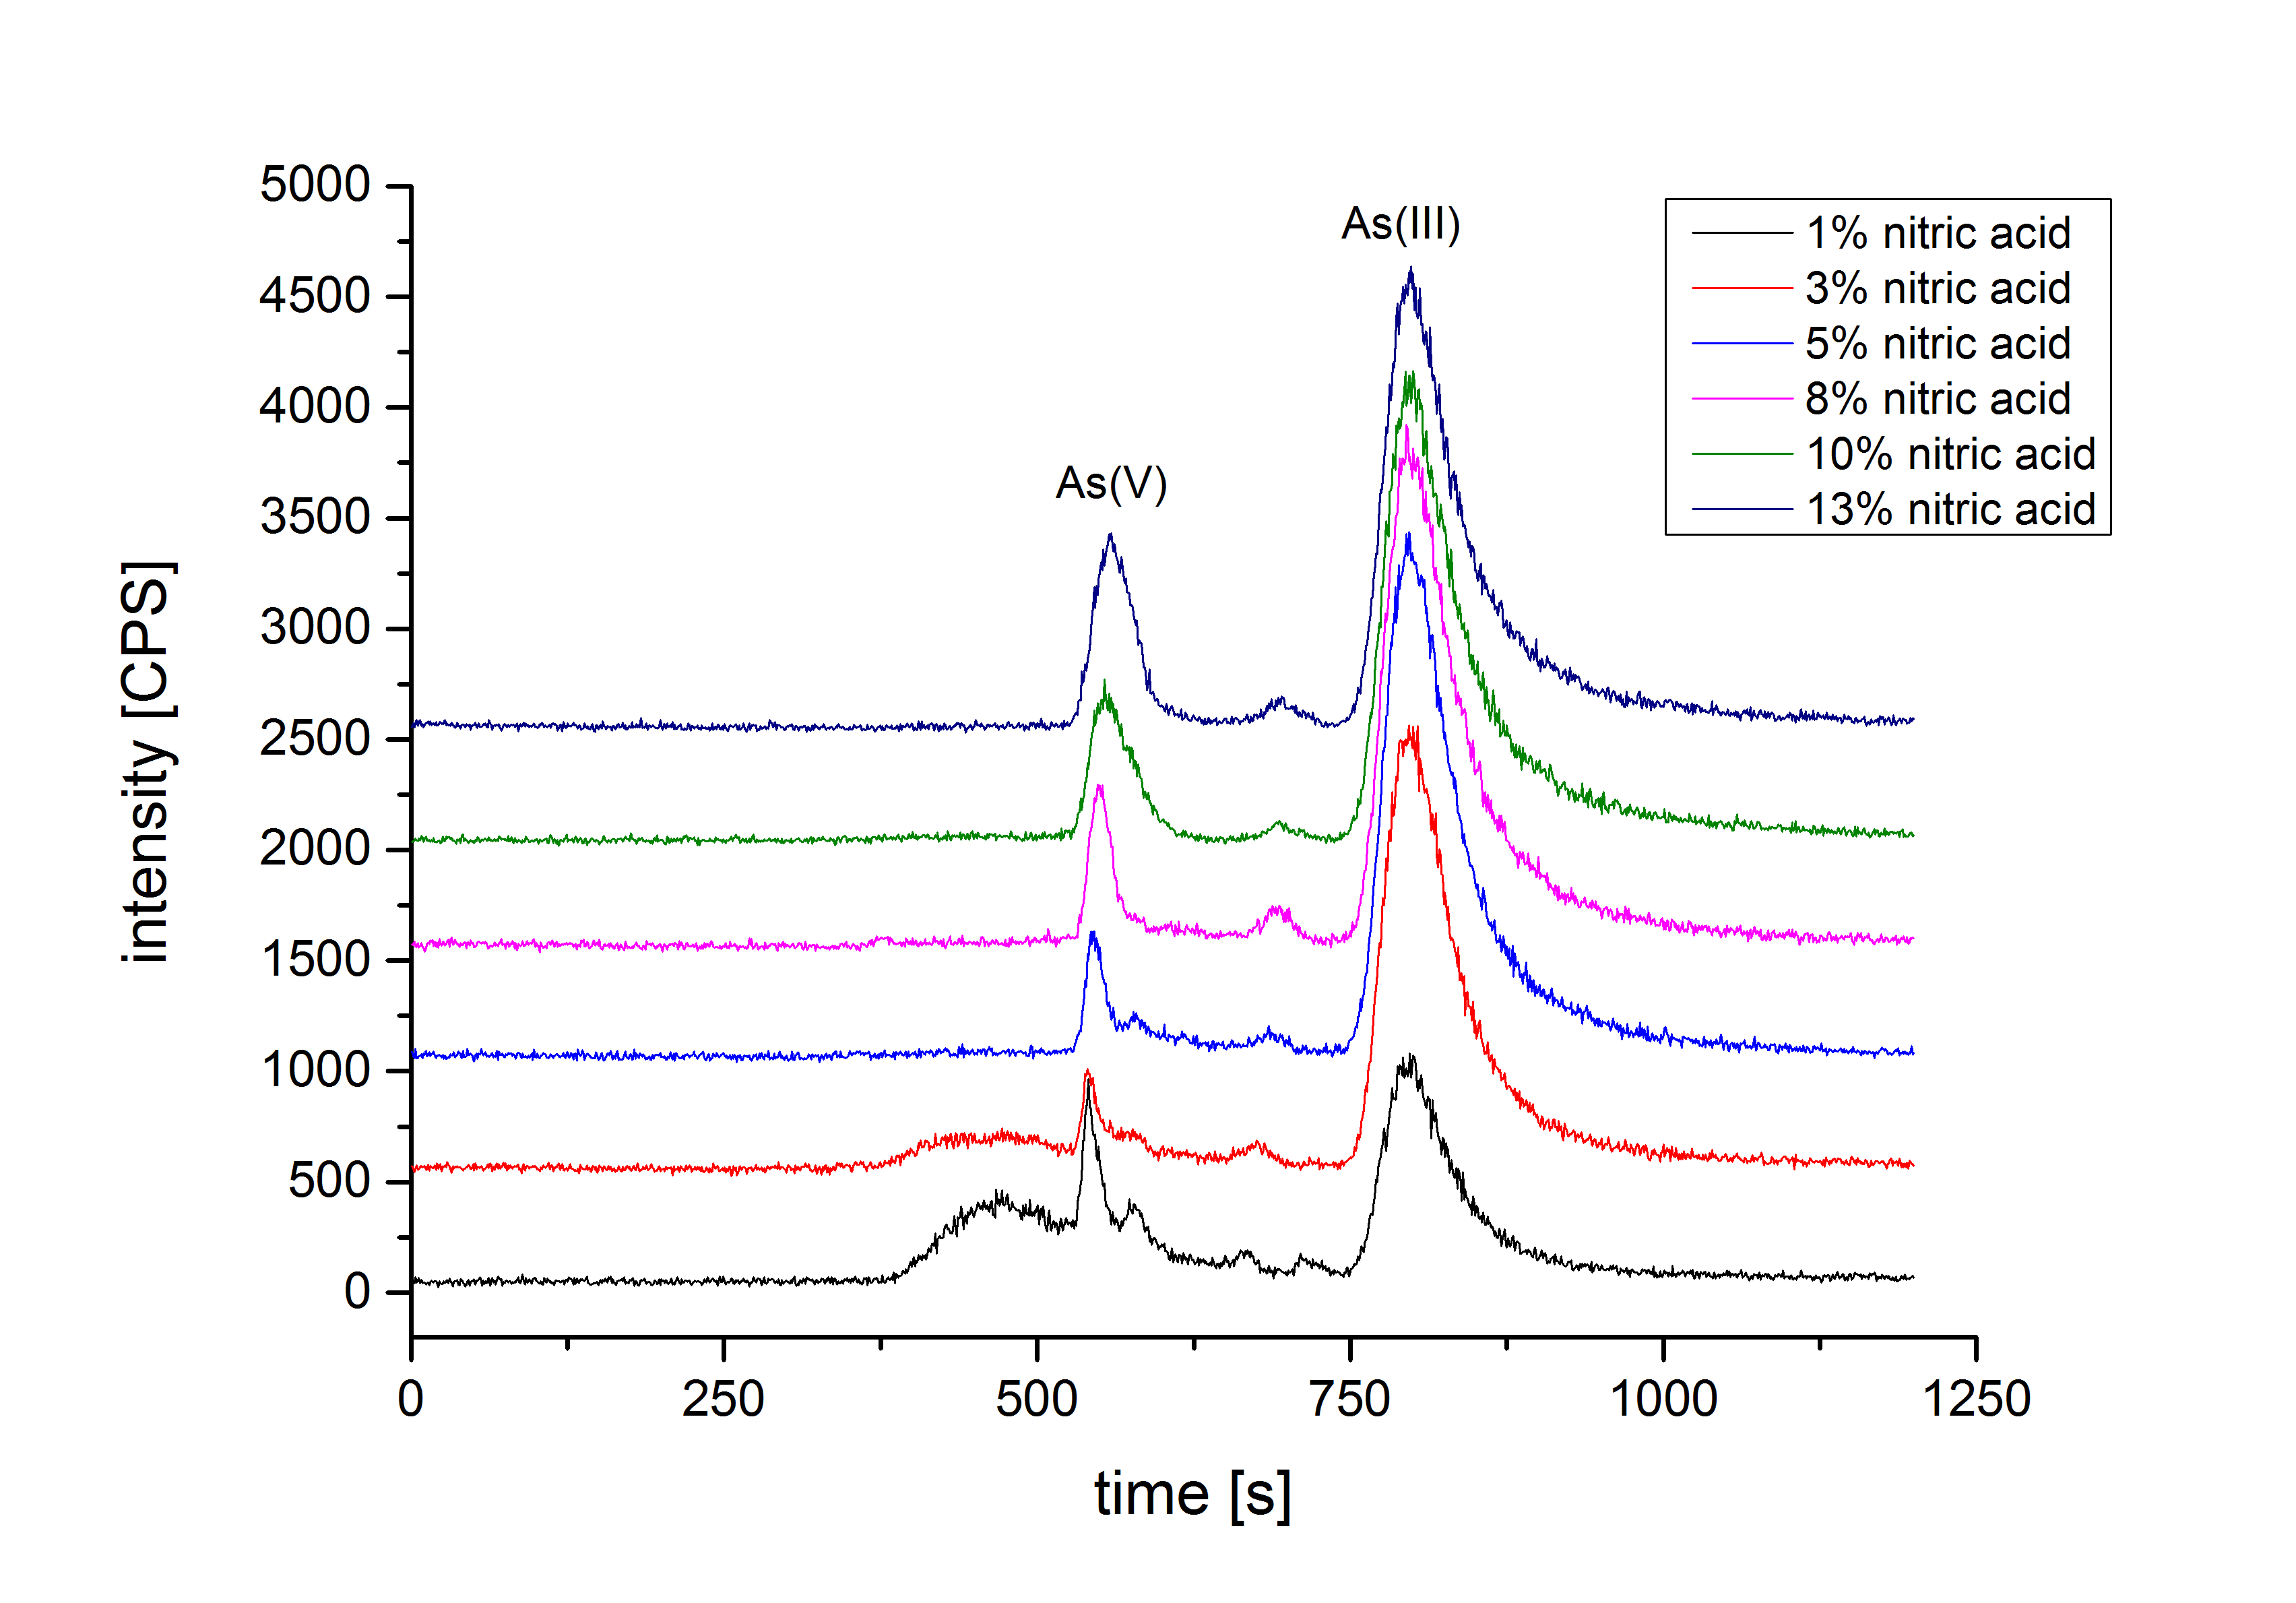 5000
4500
4000
3500
3000
2500
2000
1500
1000
500
0
intensity [CPS]
As(V)
As(III)
1% nitric acid
3% nitric acid
5% nitric acid
8% nitric acid
10% nitric acid
13% nitric acid
0 250 500 750 1000 1250
time [s]